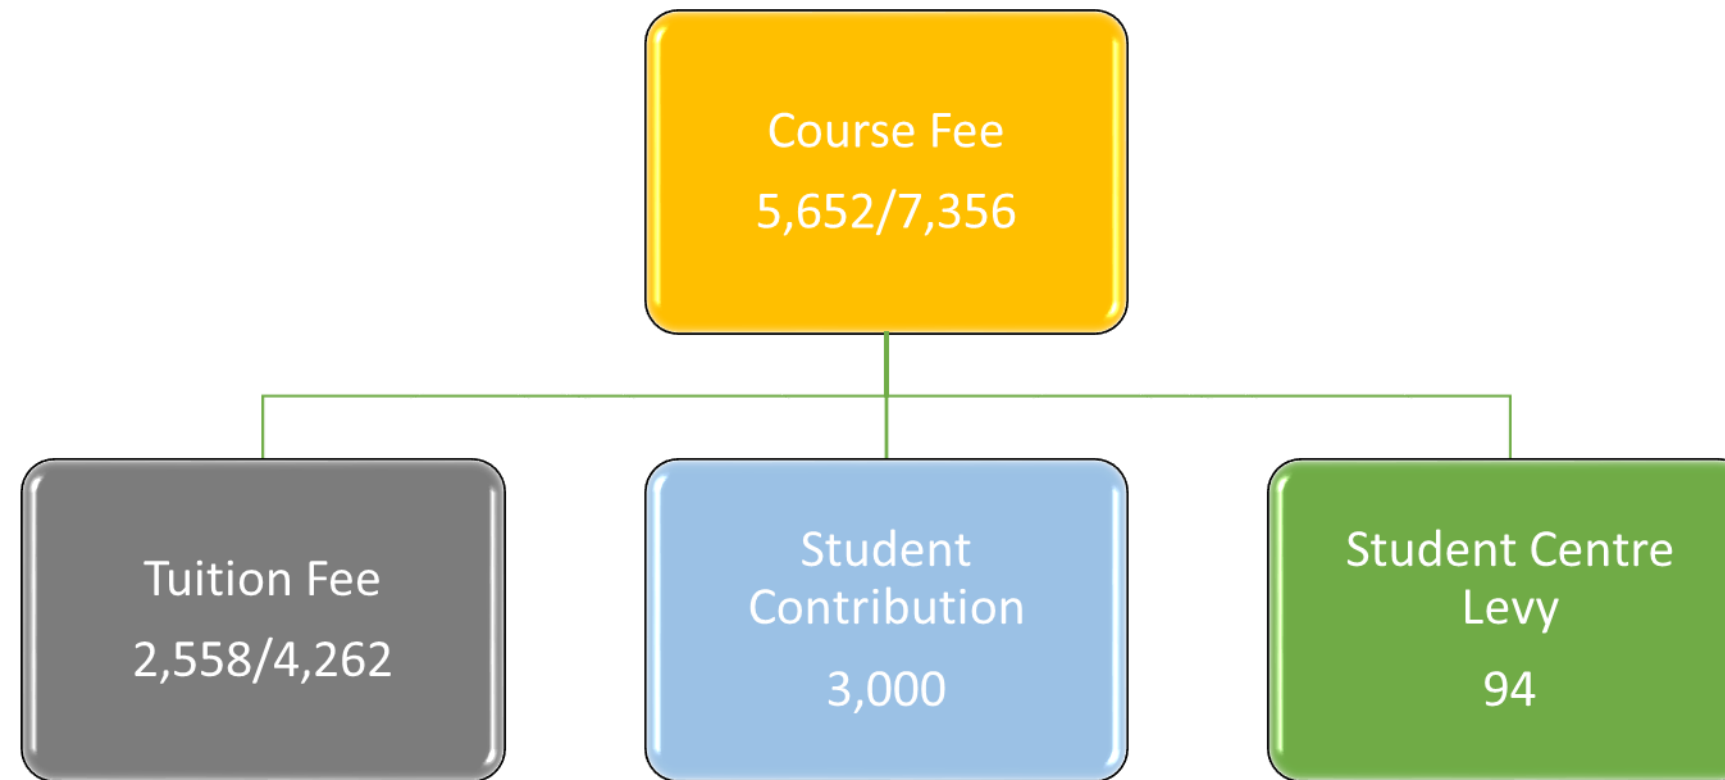 Course Fee
5,652/7,356
Tuition Fee
2,558/4,262
Student
Contribution
3,000
Student Centre
Levy
94